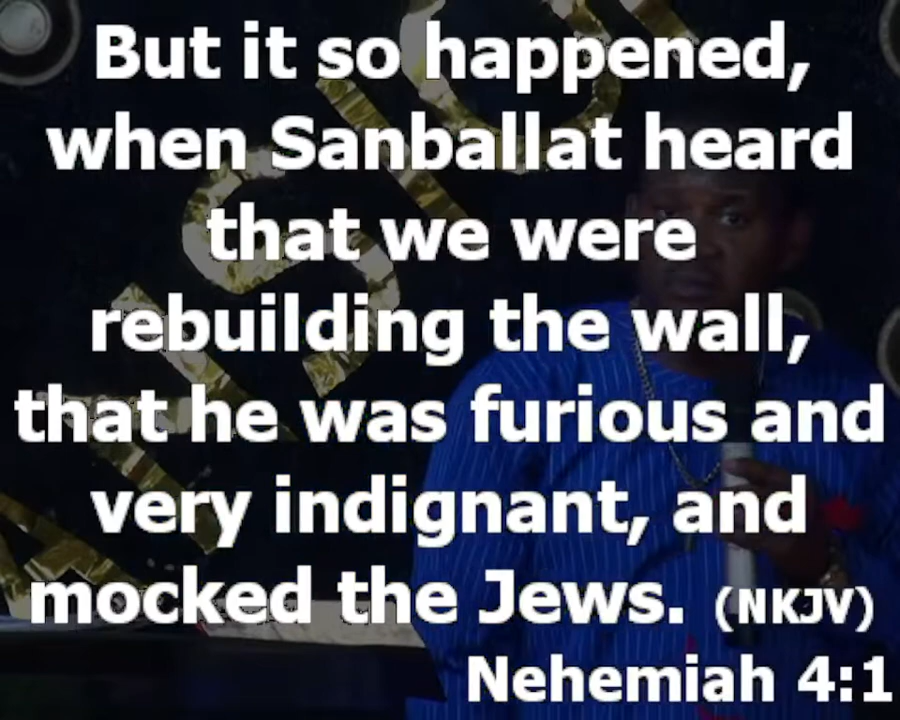 But it so happened,
when Sanballat heard
that we were
rebuilding the wall,
that he was furious and
very indignant, and
mocked the Jews. (NKJV)
Nehemiah 4:1